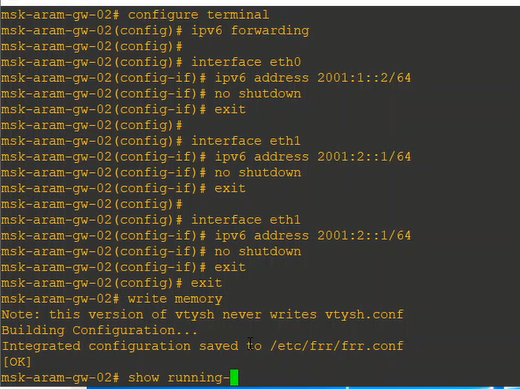 msk-aram-gw-02# configure terminal
msk-aram-gw-02(config)# ipv6 forwarding
msk-aram-gw-02(config)#
msk-aram-gw-02(config)# interface eth0
msk-aram-gw-02(config-if)# ipv6 address 2001:1::2/64
msk-aram-gw-02(config-if)# no shutdown
msk-aram-gw-02(config-if)# exit
msk-aram-gw-02(config)#
msk-aram-gw-02(config)# interface eth1
msk-aram-gw-02(config-if)# ipv6 address 2001:2::1/64
msk-aram-gw-02(config-if)# no shutdown
msk-aram-gw-02(config-if)# exit
msk-aram-gw-02(config)#
msk-aram-gw-02(config)# interface eth1
msk-aram-gw-02(config-if)# ipv6 address 2001:2::1/64
msk-aram-gw-02(config-if)# no shutdown
msk-aram-gw-02(config-if)# exit
msk-aram-gw-02(config)# exit
msk-aram-gw-02# write memory
Note: this version of vtysh never writes vtysh.conf
Building Configuration...
Integrated configuration saved to /etc/frr/frr.conf
[OK]
msk-aram-gw-02# show running-